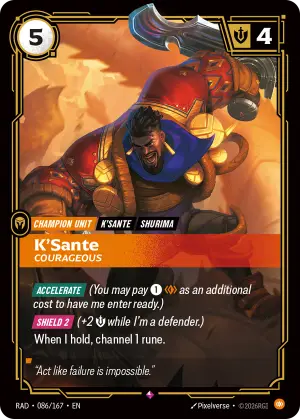 5
4
CHAMPION UNIT K'SANTE SHURIMA
K'Sante
COURAGEOUS
ACCELERATE (You may pay 1 as an additional
cost to have me enter ready.)
SHIELD 2 (+2 while I'm a defender.)
When I hold, channel 1 rune.
"Act like failure is impossible."
RAD • 086/167 • EN
Pixelverse ©2026RGI